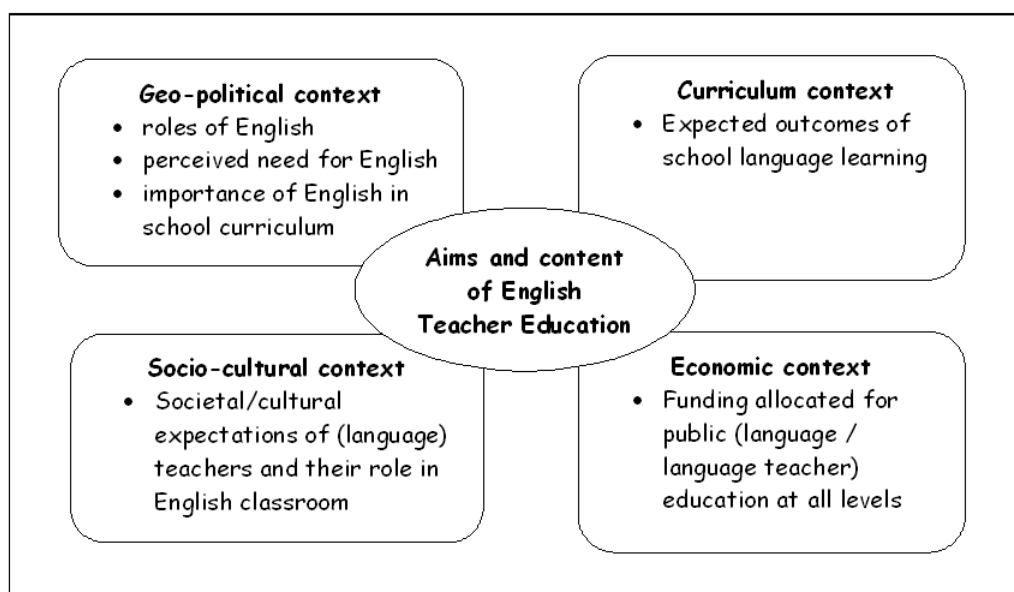 Geo-political context
• roles of English
• perceived need for English
• importance of English in
school curriculum
Curriculum context
• Expected outcomes of
school language learning
Aims and content
of English
Teacher Education
Socio-cultural context
• Societal/cultural
expectations of (language)
teachers and their role in
English classroom
Economic context
• Funding allocated for
public (language /
language teacher)
education at all levels